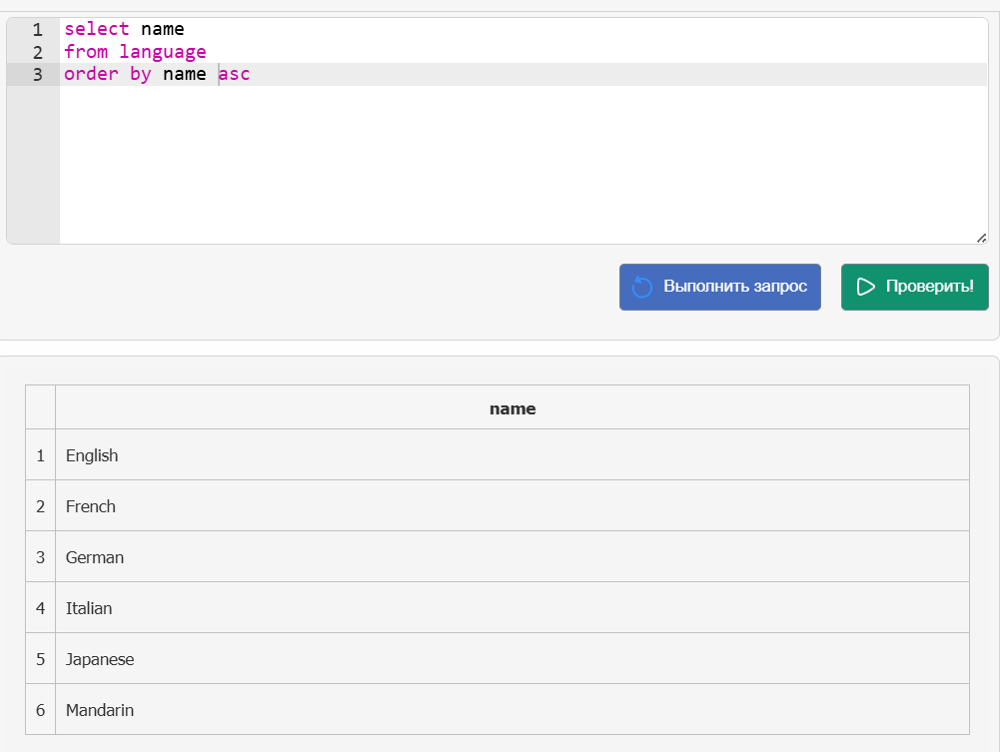 1 select name
2 from language
3 order by name asc
Выполнить запрос Проверить!
name
1 English
2 French
3 German
4 Italian
5 Japanese
6 Mandarin